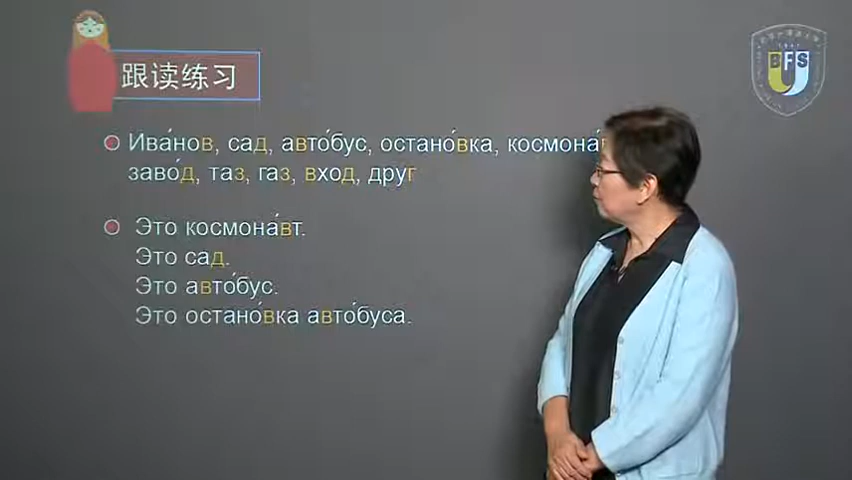 跟读练习
BFSU
Ива́нов, сад, авто́бус, остано́вка, космона́
заво́д, таз, газ, вход, друг
Это космона́вт.
Это сад.
Это авто́бус.
Это остано́вка авто́буса.